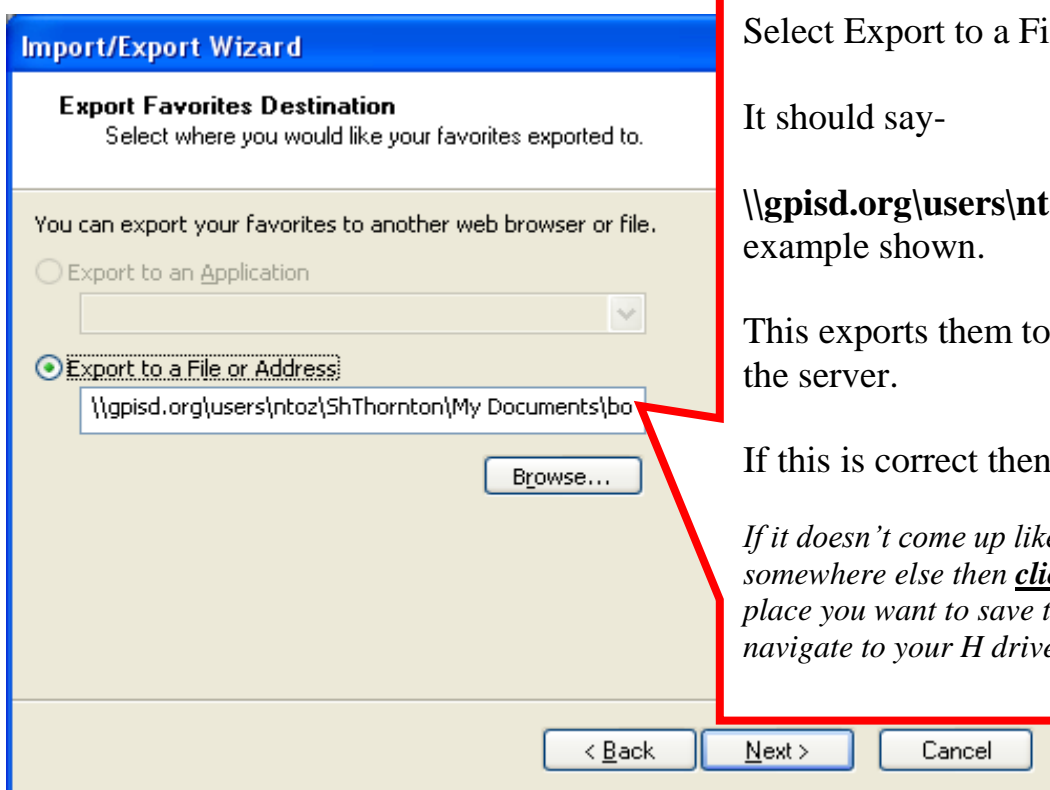 Import/Export Wizard
Export Favorites Destination
Select where you would like your favorites exported to.
You can export your favorites to another web browser or file.
Export to an Application
Export to a File or Address
\\gpisd.org\users\ntoz\ShThornton\My Documents\bo
Browse...
< Back
Next >
Cancel
Select Export to a Fi
It should say-
\\gpisd.org\users\nt
example shown.
This exports them to
the server.
If this is correct then
If it doesn’t come up like
somewhere else then clic
place you want to save t
navigate to your H drive